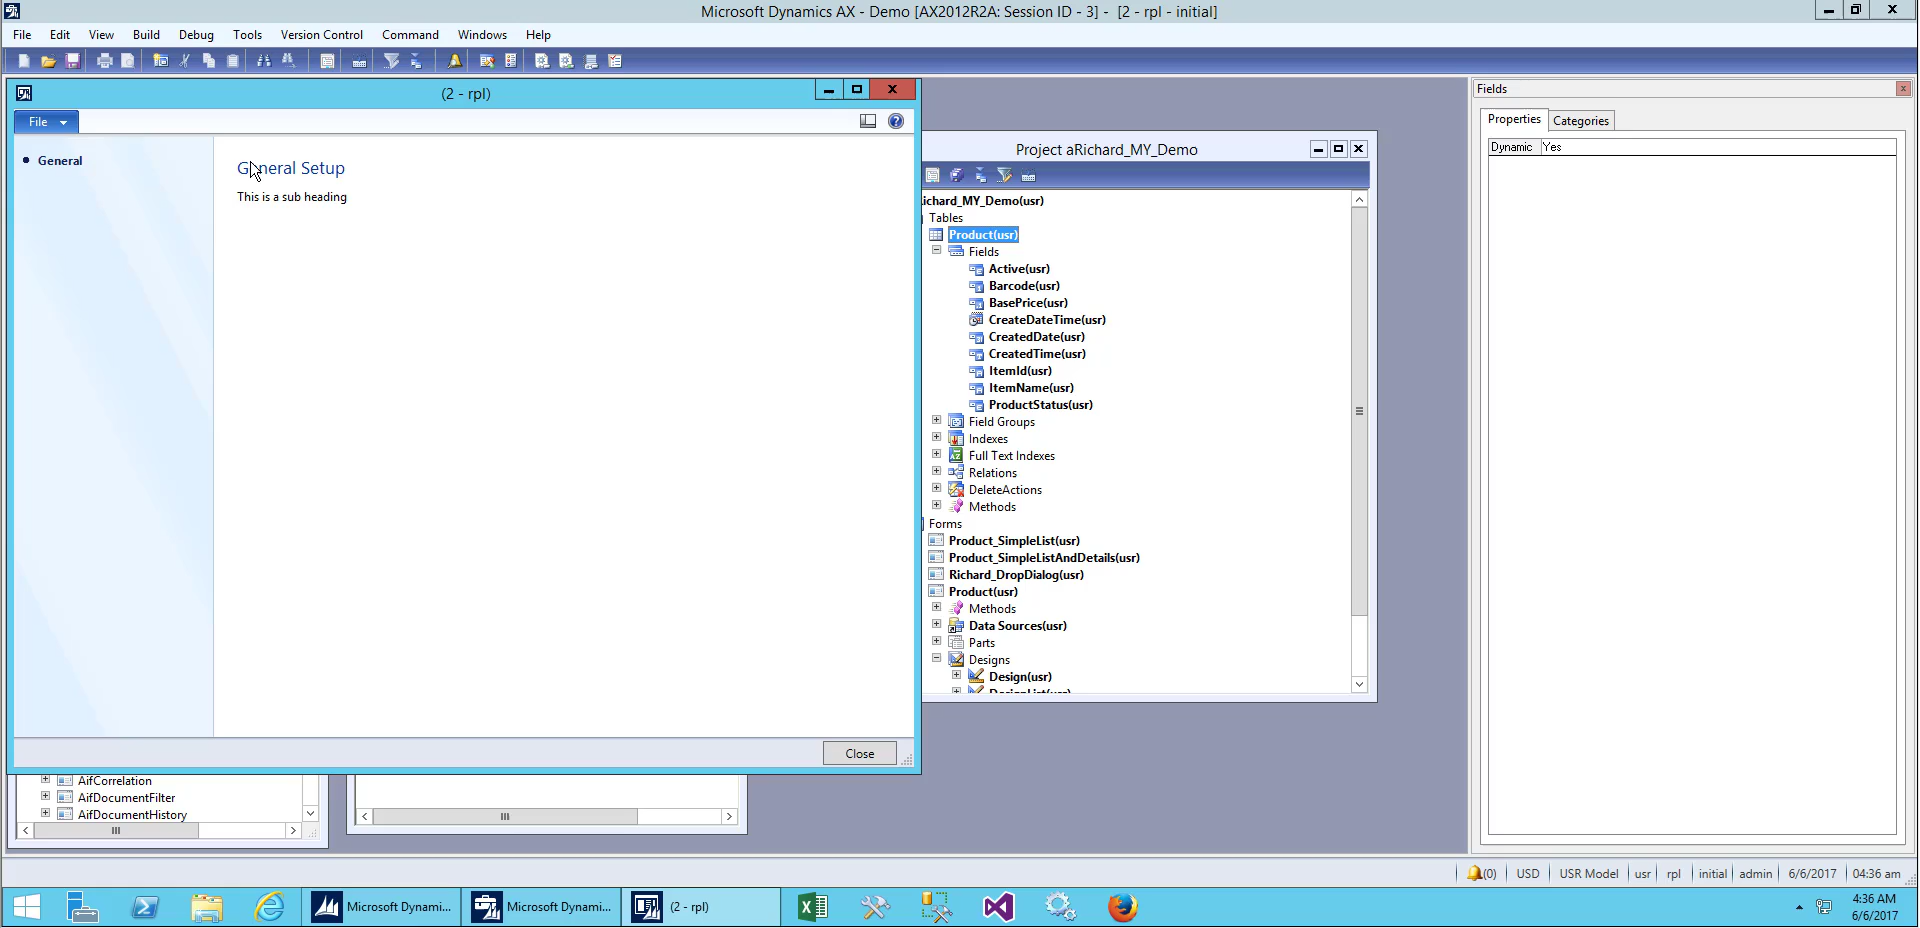 Microsoft Dynamics AX - Demo [AX2012R2A: Session ID - 3] - [2 - rpl - initial]
File Edit View Build Debug Tools Version Control Command Windows Help
(2 - rpl)
File
General
General Setup
This is a sub heading
Close
Project aRichard_MY_Demo
ichard_MY_Demo(usr)
Tables
Product(usr)
Fields
Active(usr)
Barcode(usr)
BasePrice(usr)
CreateDateTime(usr)
CreatedDate(usr)
CreatedTime(usr)
ItemId(usr)
ItemName(usr)
ProductStatus(usr)
Field Groups
Indexes
Full Text Indexes
Relations
DeleteActions
Methods
Forms
Product_SimpleList(usr)
Product_SimpleListAndDetails(usr)
Richard_DropDialog(usr)
Product(usr)
Methods
Data Sources(usr)
Parts
Designs
Design(usr)
DesignList(usr)
Fields
Properties Categories
Dynamic Yes
AifCorrelation
AifDocumentFilter
AifDocumentHistory
(0) USD USR Model usr rpl initial admin 6/6/2017 04:36 am
Microsoft Dynami... Microsoft Dynami... (2 - rpl)
4:36 AM
6/6/2017